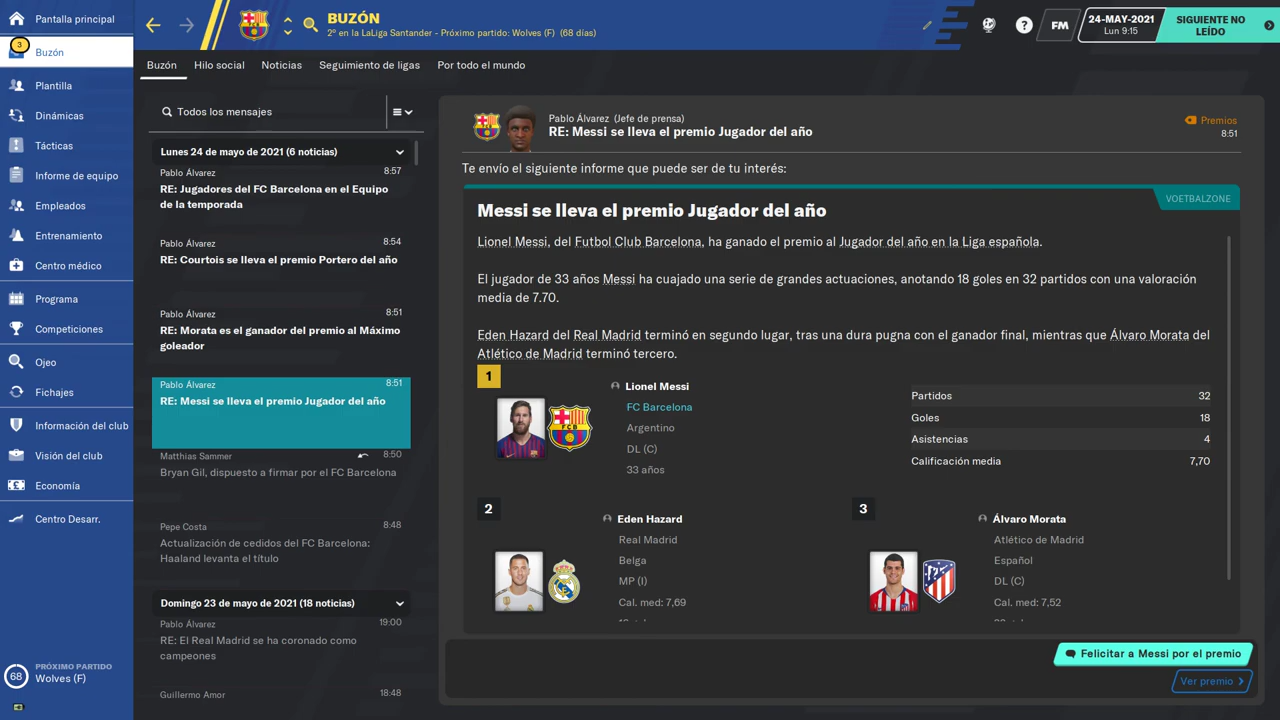 Pantalla principal
3
Buzón
Plantilla
Dinámicas
Tácticas
Informe de equipo
Empleados
Entrenamiento
Centro médico
Programa
Competiciones
Ojeo
Fichajes
Información del club
Visión del club
Economía
Centro Desarr.
68
PRÓXIMO PARTIDO
Wolves (F)
BUZÓN
2º en la LaLiga Santander - Próximo partido: Wolves (F) (68 días)
?
FM
24-MAY-2021
Lun 9:15
SIGUIENTE NO
LEÍDO
Buzón
Hilo social
Noticias
Seguimiento de ligas
Por todo el mundo
Todos los mensajes
Lunes 24 de mayo de 2021 (6 noticias)
Pablo Álvarez 8:57
RE: Jugadores del FC Barcelona en el Equipo
de la temporada
Pablo Álvarez 8:54
RE: Courtois se lleva el premio Portero del año
Pablo Álvarez 8:51
RE: Morata es el ganador del premio al Máximo
goleador
Pablo Álvarez 8:51
RE: Messi se lleva el premio Jugador del año
Matthias Sammer 8:50
Bryan Gil, dispuesto a firmar por el FC Barcelona
Pepe Costa 8:48
Actualización de cedidos del FC Barcelona:
Haaland levanta el título
Domingo 23 de mayo de 2021 (18 noticias)
Pablo Álvarez 19:00
RE: El Real Madrid se ha coronado como
campeones
Guillermo Amor 18:48
Pablo Álvarez (Jefe de prensa)
RE: Messi se lleva el premio Jugador del año
Premios
8:51
Te envío el siguiente informe que puede ser de tu interés:
VOETBALZONE
Messi se lleva el premio Jugador del año
Lionel Messi, del Futbol Club Barcelona, ha ganado el premio al Jugador del año en la Liga española.
El jugador de 33 años Messi ha cuajado una serie de grandes actuaciones, anotando 18 goles en 32 partidos con una valoración
media de 7.70.
Eden Hazard del Real Madrid terminó en segundo lugar, tras una dura pugna con el ganador final, mientras que Álvaro Morata del
Atlético de Madrid terminó tercero.
1
Lionel Messi
FC Barcelona
Argentino
DL (C)
33 años
Partidos 32
Goles 18
Asistencias 4
Calificación media 7,70
2
Eden Hazard
Real Madrid
Belga
MP (I)
Cal. med: 7,69
3
Álvaro Morata
Atlético de Madrid
Español
DL (C)
Cal. med: 7,52
Felicitar a Messi por el premio
Ver premio